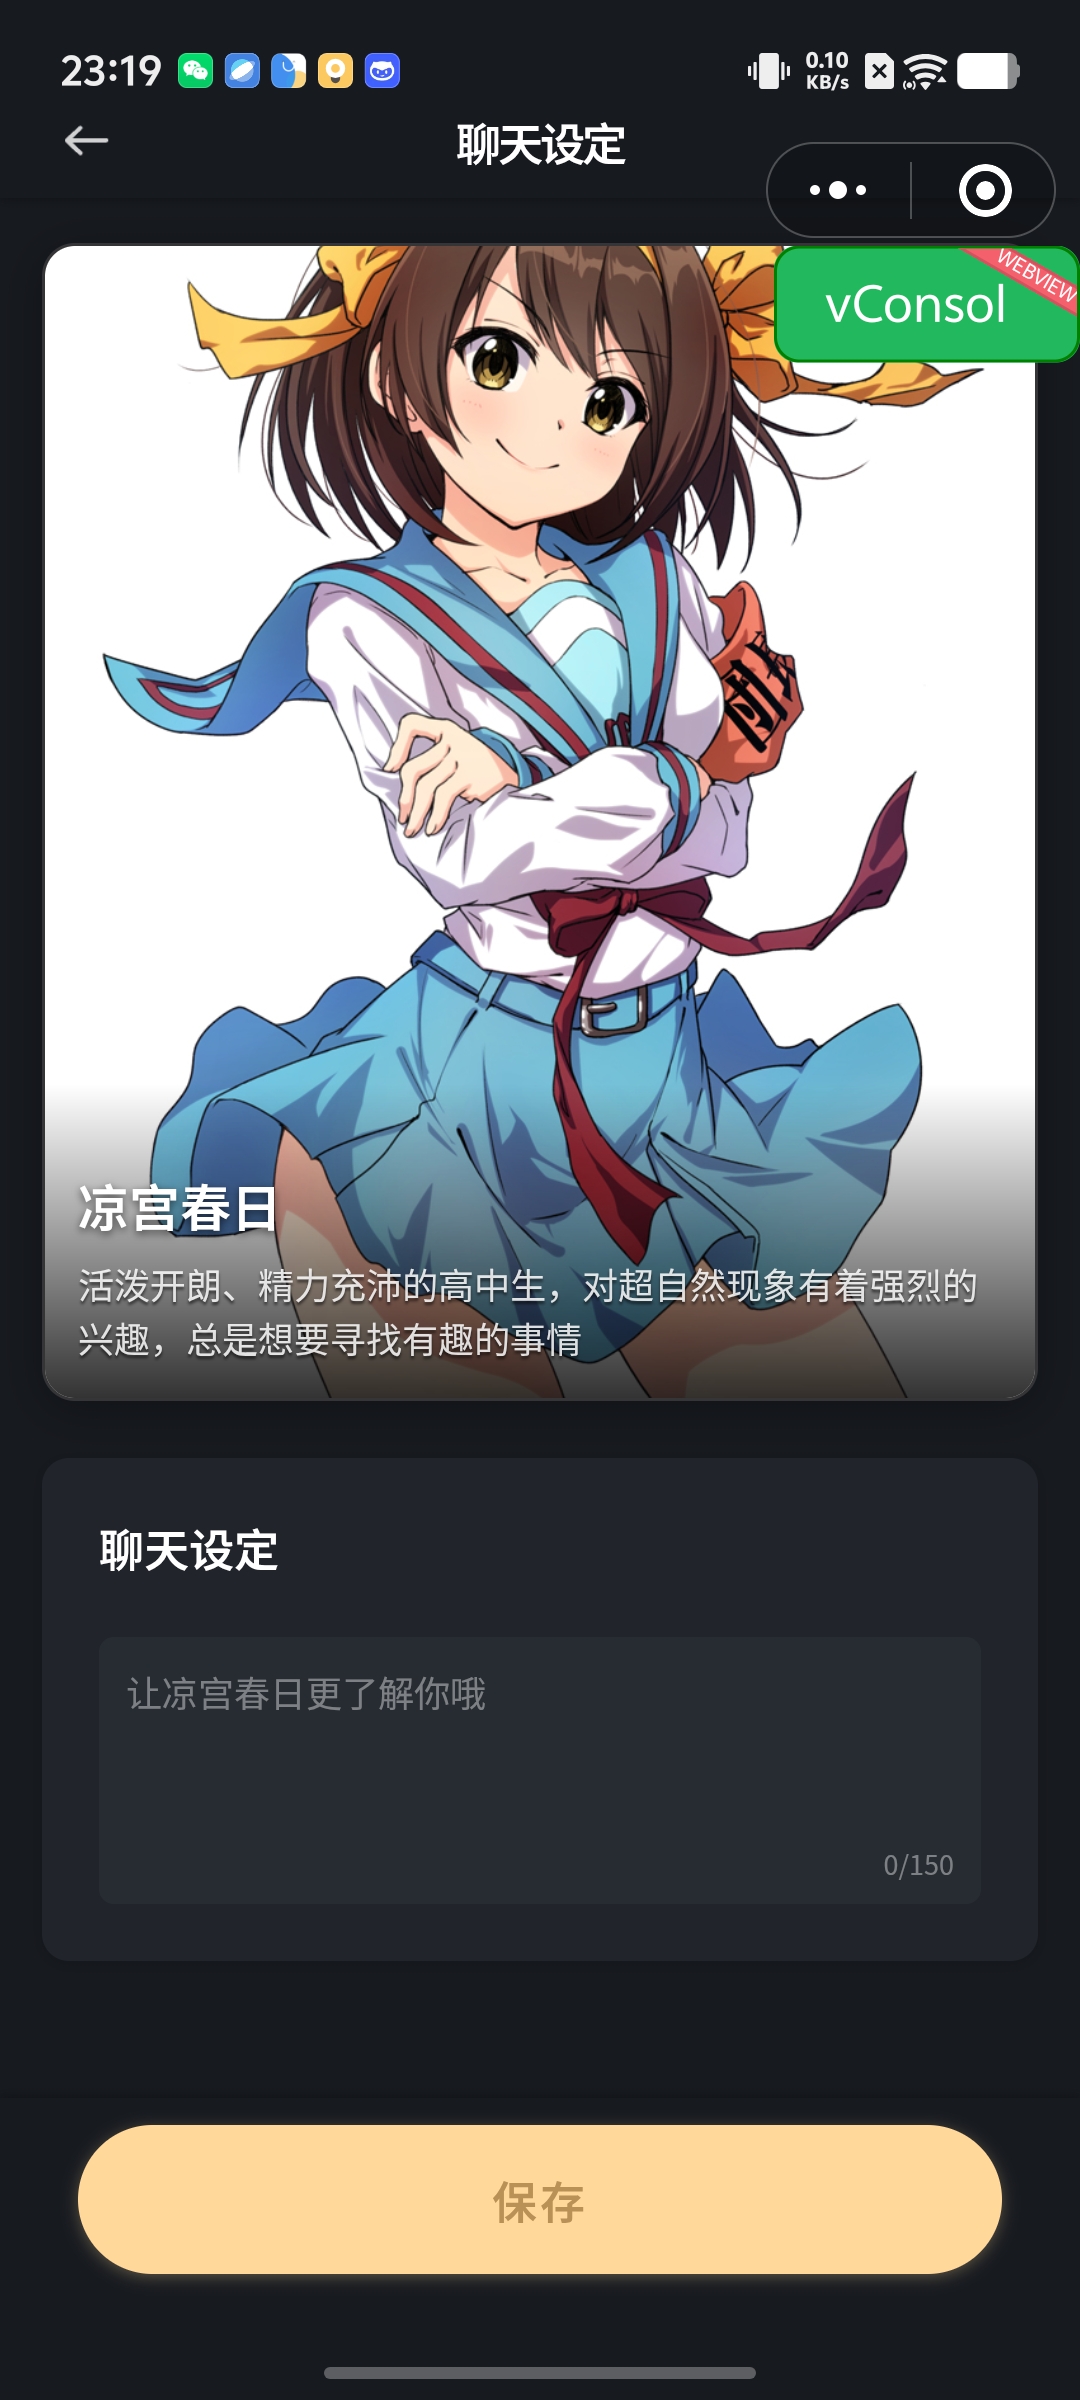 23:19
0.10
KB/s
聊天设定
vConsol
WEBVIEW
团
凉宫春日
活泼开朗、精力充沛的高中生，对超自然现象有着强烈的
兴趣，总是想要寻找有趣的事情
聊天设定
让凉宫春日更了解你哦
0/150
保存